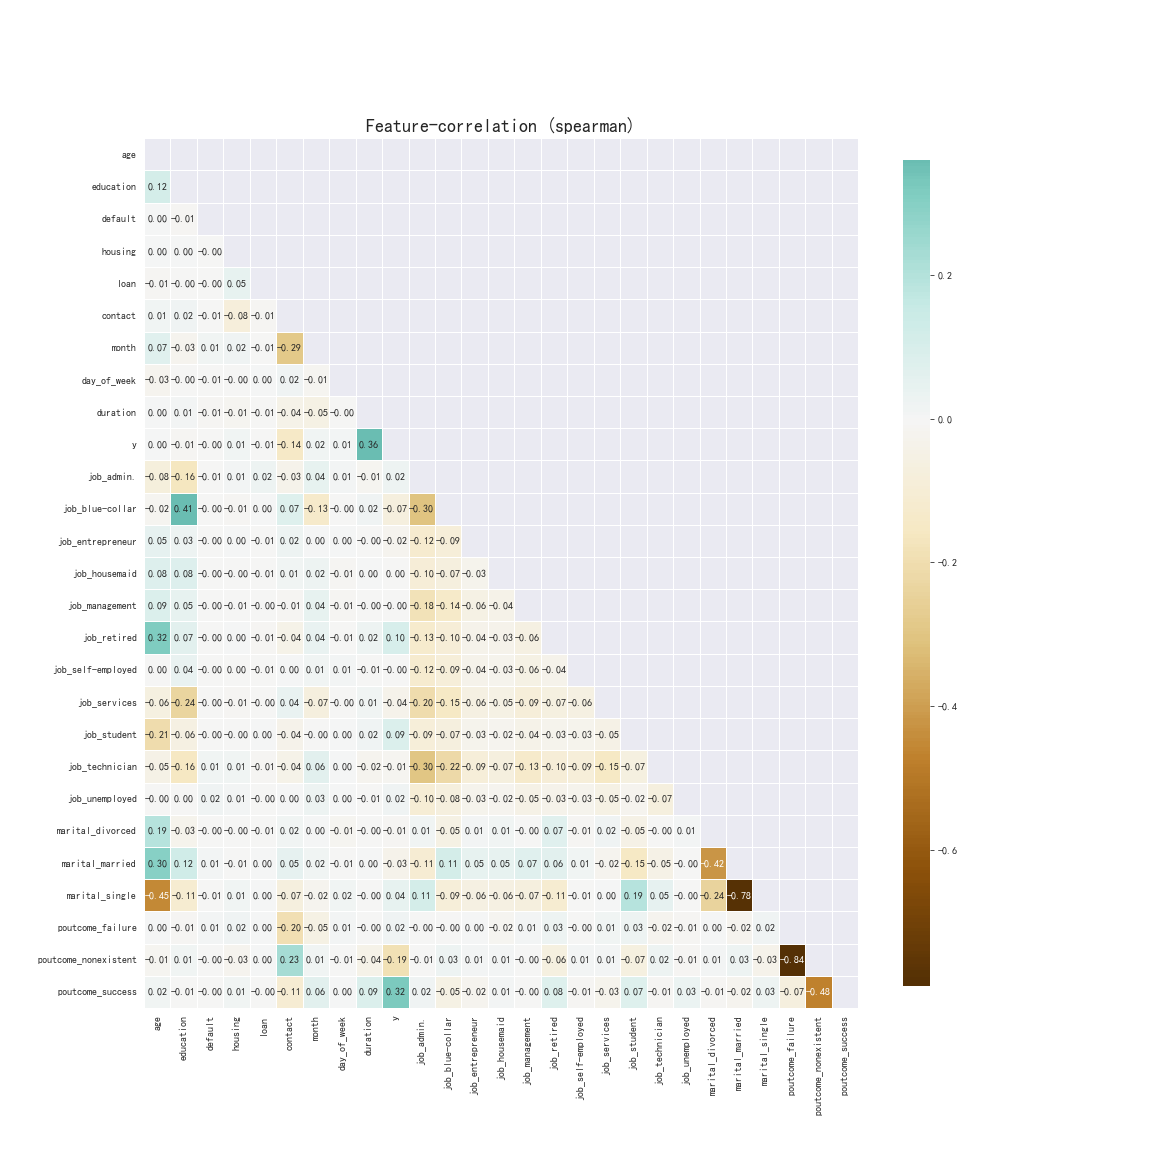 Feature-correlation (spearman)
age
education 0.12
default 0.00 -0.01
housing 0.00 0.00 -0.00
loan -0.01 -0.00 -0.00 0.05
contact 0.01 0.02 -0.01 -0.08 -0.01
month 0.07 -0.03 0.01 0.02 -0.01 -0.29
day_of_week -0.03 -0.00 -0.01 -0.00 0.00 0.02 -0.01
duration 0.00 0.01 -0.01 -0.01 -0.01 -0.04 -0.05 -0.00
y 0.00 -0.01 -0.00 0.01 -0.01 -0.14 0.02 0.01 0.36
job_admin. -0.08 -0.16 -0.01 0.01 0.02 -0.03 0.04 0.01 -0.01 0.02
job_blue-collar -0.02 0.41 -0.00 -0.01 0.00 0.07 -0.13 -0.00 0.02 -0.07 -0.30
job_entrepreneur 0.05 0.03 -0.00 0.00 -0.01 0.02 0.00 0.00 -0.00 -0.02 -0.12 -0.09
job_housemaid 0.08 0.08 -0.00 -0.00 -0.01 0.01 0.02 -0.01 0.00 0.00 -0.10 -0.07 -0.03
job_management 0.09 0.05 -0.00 -0.01 -0.00 -0.01 0.04 -0.01 -0.00 -0.00 -0.18 -0.14 -0.06 -0.04
job_retired 0.32 0.07 -0.00 0.00 -0.01 -0.04 0.04 -0.01 0.02 0.10 -0.13 -0.10 -0.04 -0.03 -0.06
job_self-employed 0.00 0.04 -0.00 -0.00 -0.01 0.00 0.01 0.01 -0.01 -0.00 -0.12 -0.09 -0.04 -0.03 -0.06 -0.04
job_services -0.06 -0.24 -0.00 -0.01 -0.00 0.04 -0.07 -0.00 0.01 -0.04 -0.20 -0.15 -0.06 -0.05 -0.09 -0.07 -0.06
job_student -0.21 -0.06 -0.00 0.00 0.00 -0.04 -0.00 0.00 0.02 0.09 -0.09 -0.07 -0.03 -0.02 -0.04 -0.03 -0.03 -0.05
job_technician -0.05 -0.16 0.01 0.01 -0.01 -0.04 0.06 0.00 -0.02 -0.01 -0.30 -0.22 -0.09 -0.07 -0.13 -0.10 -0.09 -0.15 -0.07
job_unemployed -0.00 0.00 0.02 0.01 -0.00 0.00 0.03 0.00 -0.01 0.02 -0.10 -0.08 -0.03 -0.02 -0.05 -0.03 -0.03 -0.05 -0.02 -0.07
marital_divorced 0.19 -0.03 -0.00 -0.00 -0.01 0.02 0.00 -0.01 -0.00 -0.01 0.01 -0.05 0.01 0.01 -0.00 0.07 -0.01 0.02 -0.05 -0.00 0.01
marital_married 0.30 0.12 0.01 -0.01 0.00 0.05 0.02 -0.01 0.00 -0.03 -0.11 0.11 0.05 0.05 0.07 0.06 0.01 -0.02 -0.15 -0.05 -0.00 -0.42
marital_single -0.45 -0.11 -0.01 0.01 0.00 -0.07 -0.02 0.02 -0.00 0.04 0.11 -0.09 -0.06 -0.06 -0.07 -0.11 -0.01 0.00 0.19 0.05 -0.00 -0.24 -0.78
poutcome_failure 0.00 -0.01 0.01 0.02 0.00 -0.20 -0.05 0.01 -0.00 0.02 -0.00 -0.00 0.00 -0.02 0.01 0.03 -0.00 0.01 0.03 -0.02 -0.01 0.00 -0.02 0.02
poutcome_nonexistent -0.01 0.01 -0.00 -0.03 0.00 0.23 0.01 -0.01 -0.04 -0.19 -0.01 0.03 0.01 0.01 -0.00 -0.06 0.01 0.01 -0.07 0.02 -0.01 0.01 0.03 -0.03 -0.84
poutcome_success 0.02 -0.01 -0.00 0.01 -0.00 -0.11 0.06 0.00 0.09 0.32 0.02 -0.05 -0.02 0.01 -0.00 0.08 -0.01 -0.03 0.07 -0.01 0.03 -0.01 -0.02 0.03 -0.07 -0.48
age
education
default
housing
loan
contact
month
day_of_week
duration
y
job_admin.
job_blue-collar
job_entrepreneur
job_housemaid
job_management
job_retired
job_self-employed
job_services
job_student
job_technician
job_unemployed
marital_divorced
marital_married
marital_single
poutcome_failure
poutcome_nonexistent
poutcome_success
0.2
0.0
-0.2
-0.4
-0.6